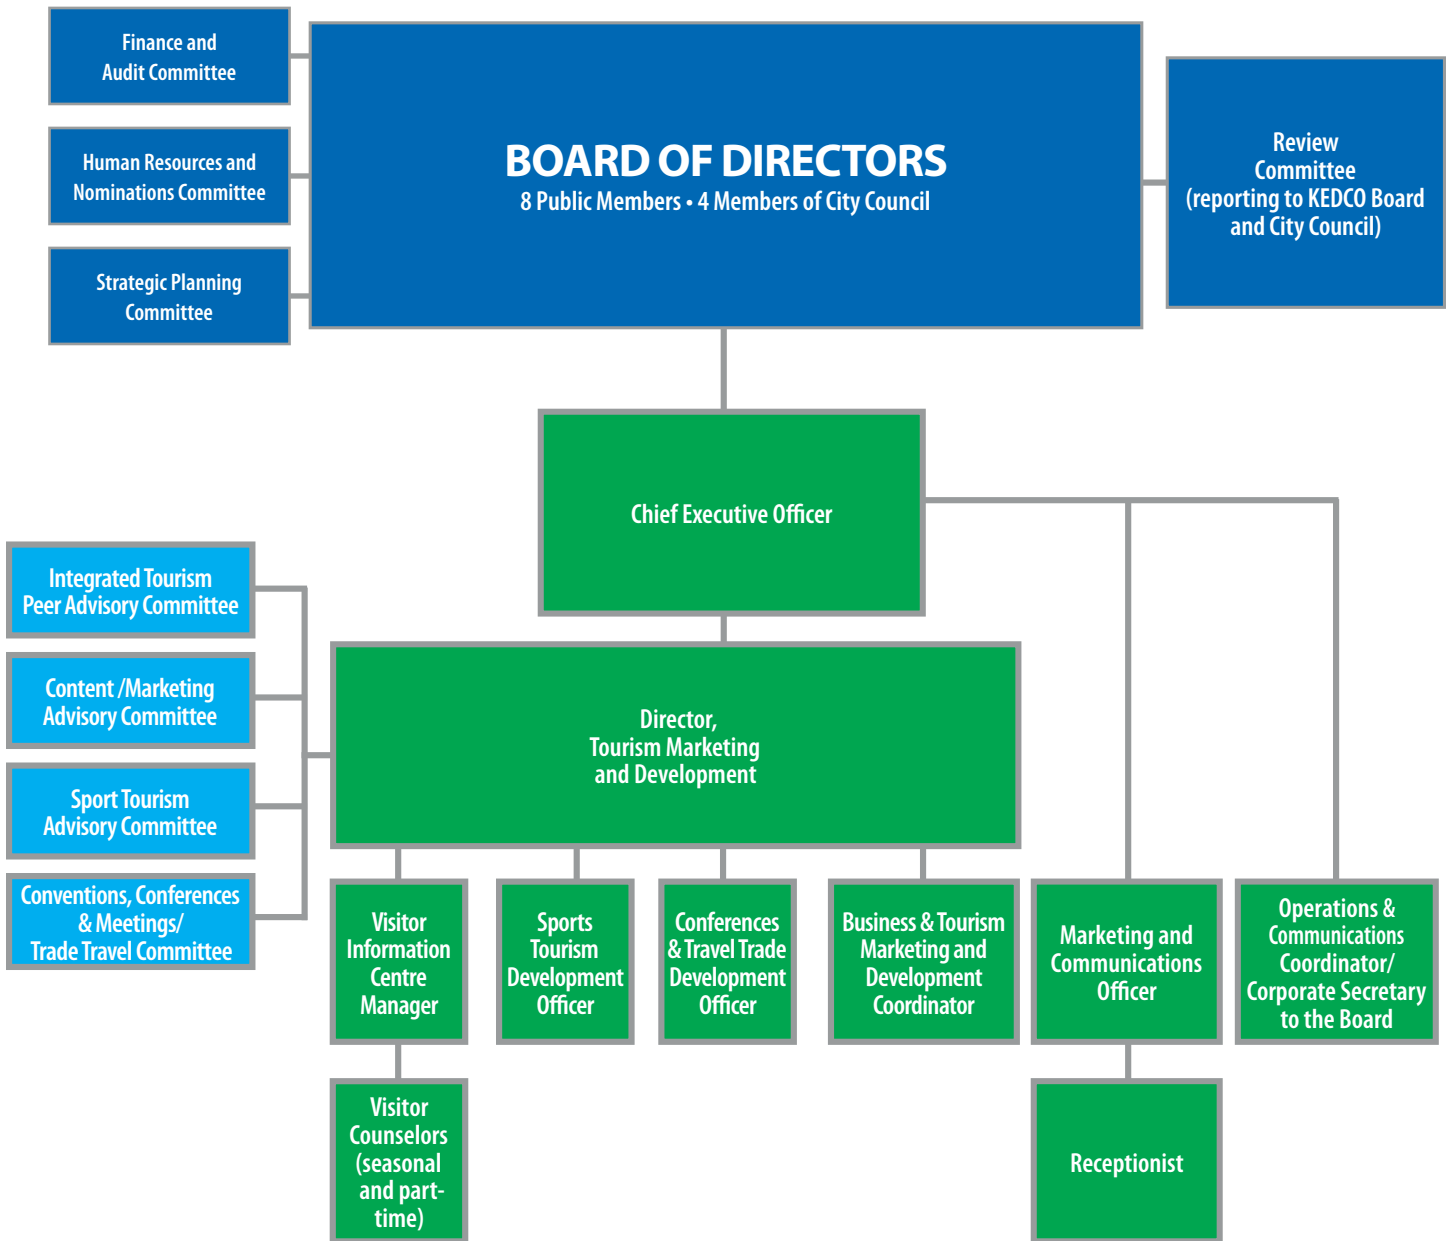 Finance and
Audit Committee
Human Resources and
Nominations Committee
Strategic Planning
Committee
BOARD OF DIRECTORS
8 Public Members • 4 Members of City Council
Review
Committee
(reporting to KEDCO Board
and City Council)
Chief Executive Officer
Integrated Tourism
Peer Advisory Committee
Content /Marketing
Advisory Committee
Sport Tourism
Advisory Committee
Conventions, Conferences
& Meetings/
Trade Travel Committee
Director,
Tourism Marketing
and Development
Visitor
Information
Centre
Manager
Sports
Tourism
Development
Officer
Conferences
& Travel Trade
Development
Officer
Business & Tourism
Marketing and
Development
Coordinator
Marketing and
Communications
Officer
Operations &
Communications
Coordinator/
Corporate Secretary
to the Board
Visitor
Counselors
(seasonal
and part-
time)
Receptionist